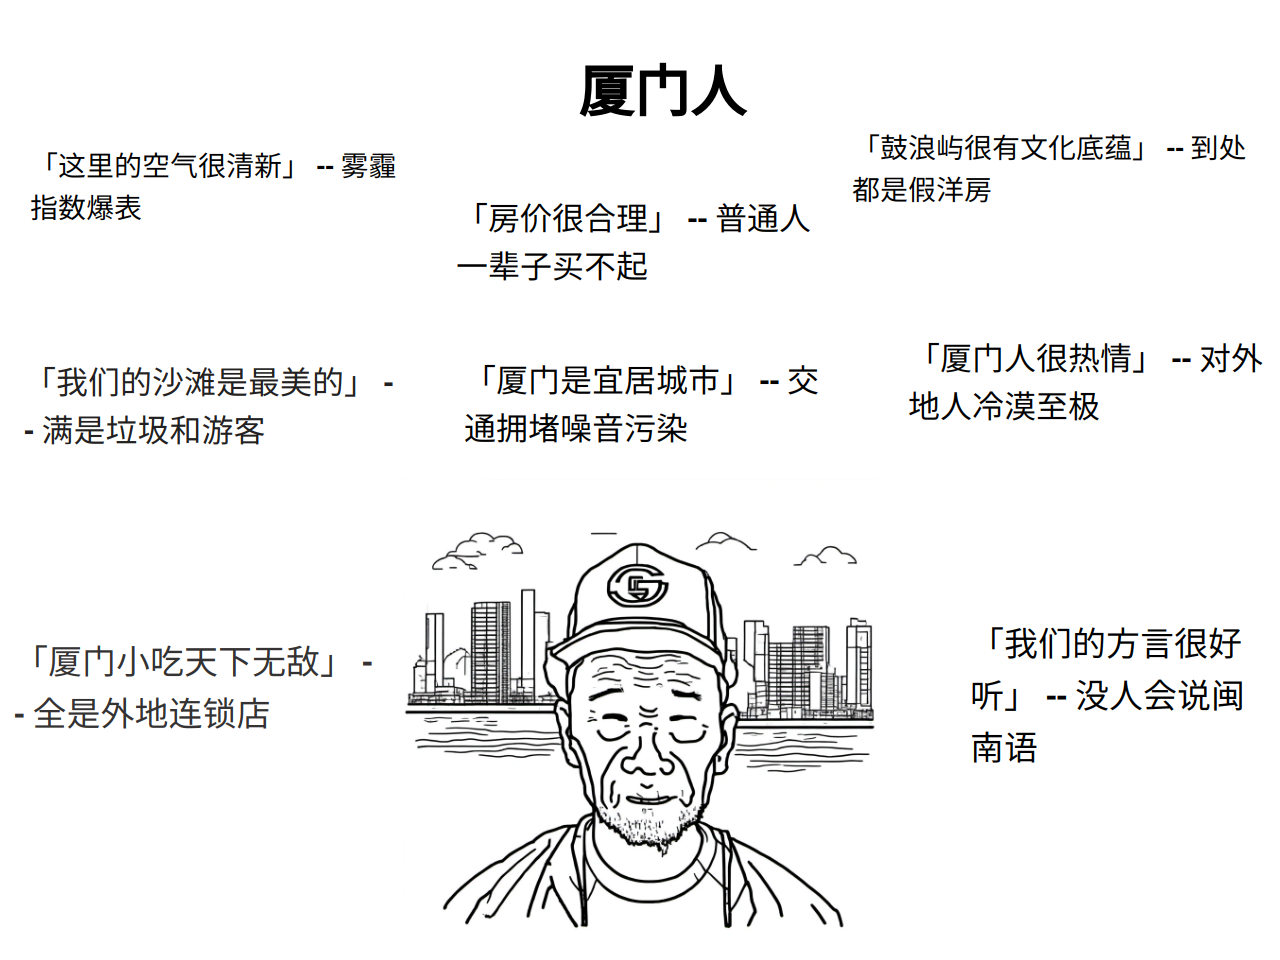 厦门人
「这里的空气很清新」 -- 雾霾
指数爆表
「房价很合理」 -- 普通人
一辈子买不起
「鼓浪屿很有文化底蕴」 -- 到处
都是假洋房
「我们的沙滩是最美的」 -
- 满是垃圾和游客
「厦门是宜居城市」 -- 交
通拥堵噪音污染
「厦门人很热情」 -- 对外
地人冷漠至极
「厦门小吃天下无敌」 -
- 全是外地连锁店
「我们的方言很好
听」 -- 没人会说闽
南语